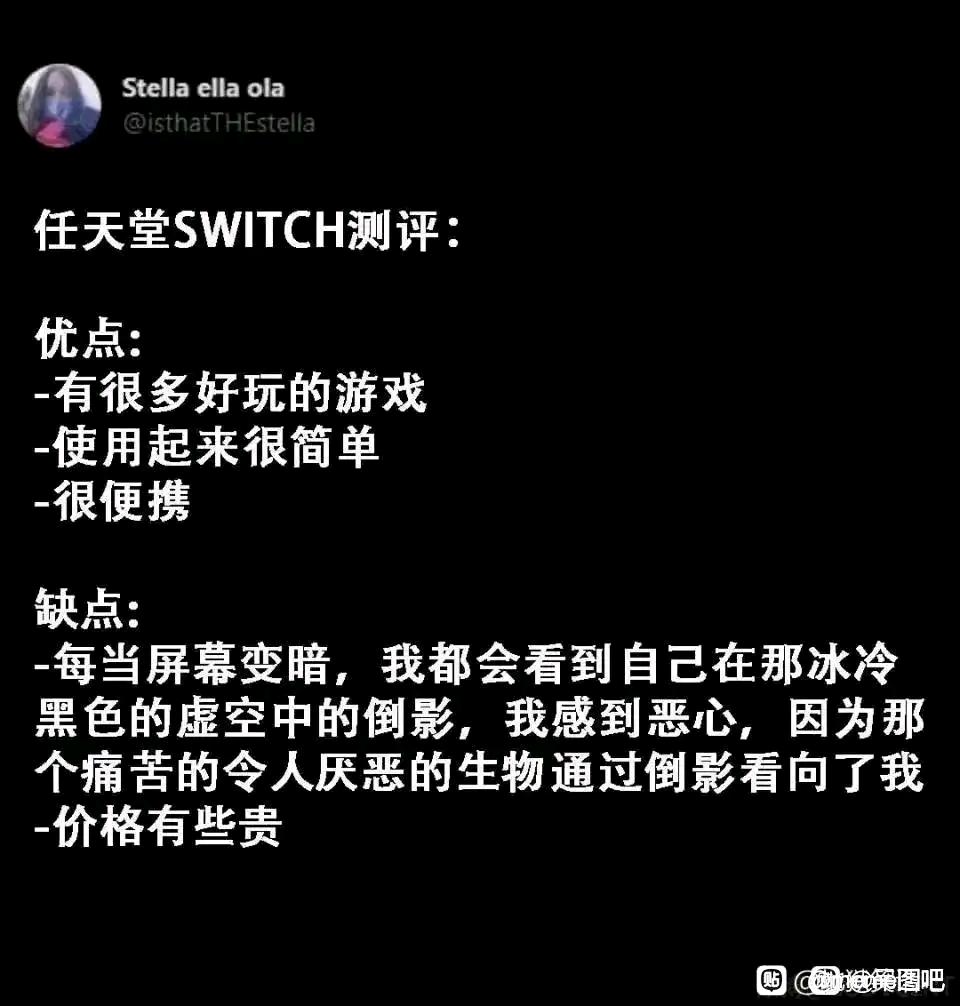 Stella ella ola
@isthatTHEstella
任天堂SWITCH测评：
优点:
-有很多好玩的游戏
-使用起来很简单
-很便携
缺点:
-每当屏幕变暗，我都会看到自己在那冰冷
黑色的虚空中的倒影，我感到恶心，因为那
个痛苦的令人厌恶的生物通过倒影看向了我
-价格有些贵
贴
图吧